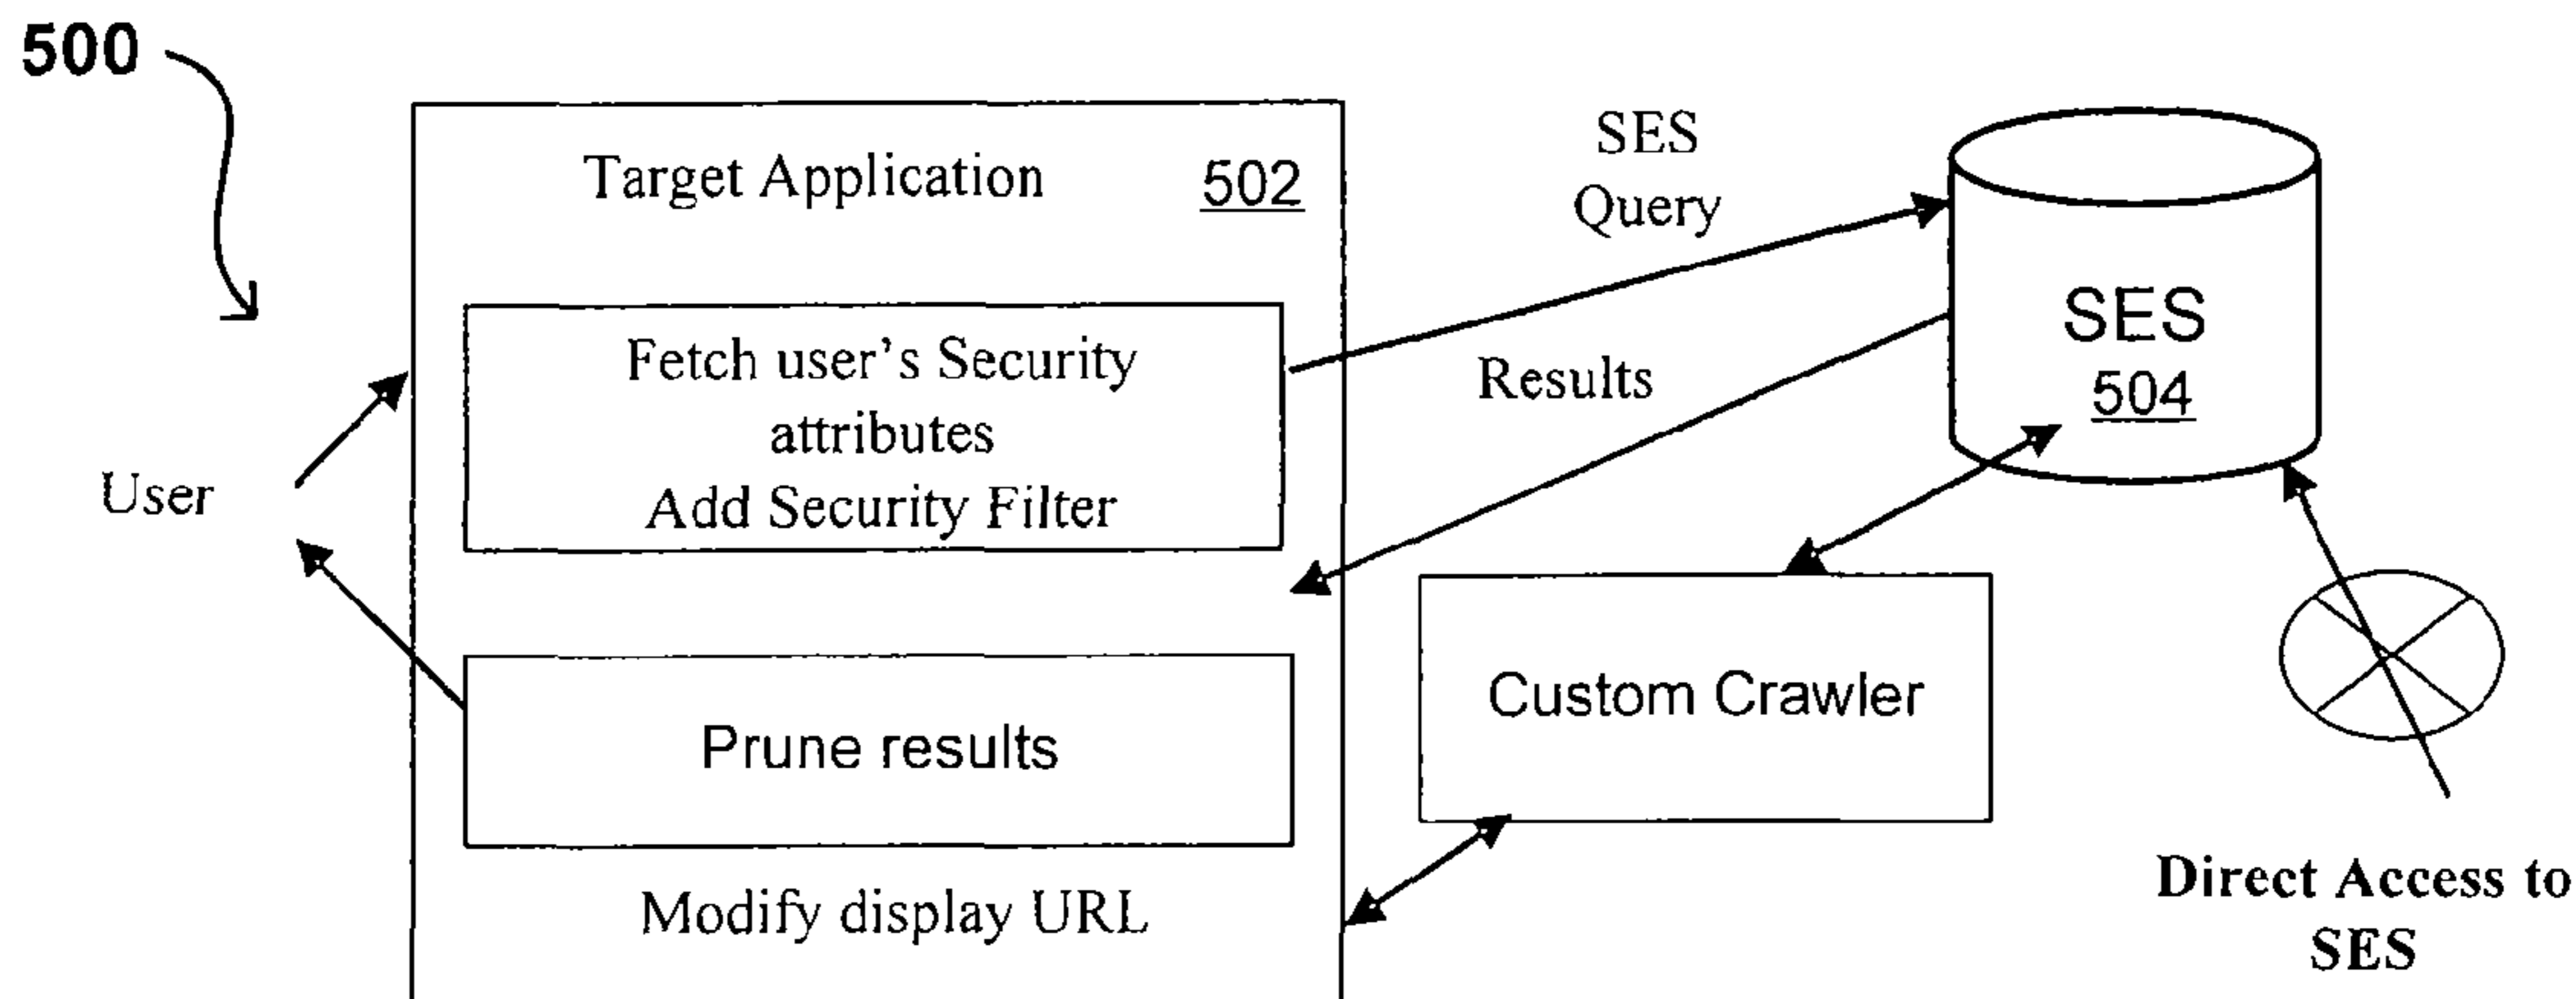 500
Target Application 502
Fetch user's Security
attributes
Add Security Filter
User
Prune results
Modify display URL
SES
Query
Results
SES
504
Custom Crawler
Direct Access to
SES